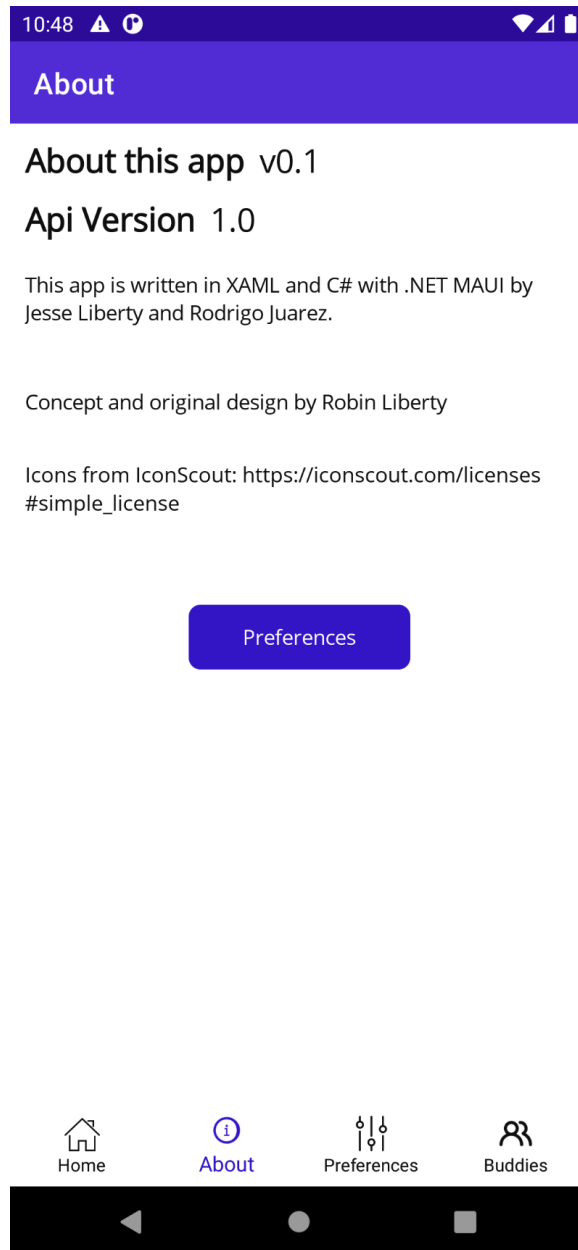 10:48
About
About this app v0.1
Api Version 1.0
This app is written in XAML and C# with .NET MAUI by
Jesse Liberty and Rodrigo Juarez.
Concept and original design by Robin Liberty
Icons from IconScout: https://iconscout.com/licenses
#simple_license
Preferences
Home About Preferences Buddies